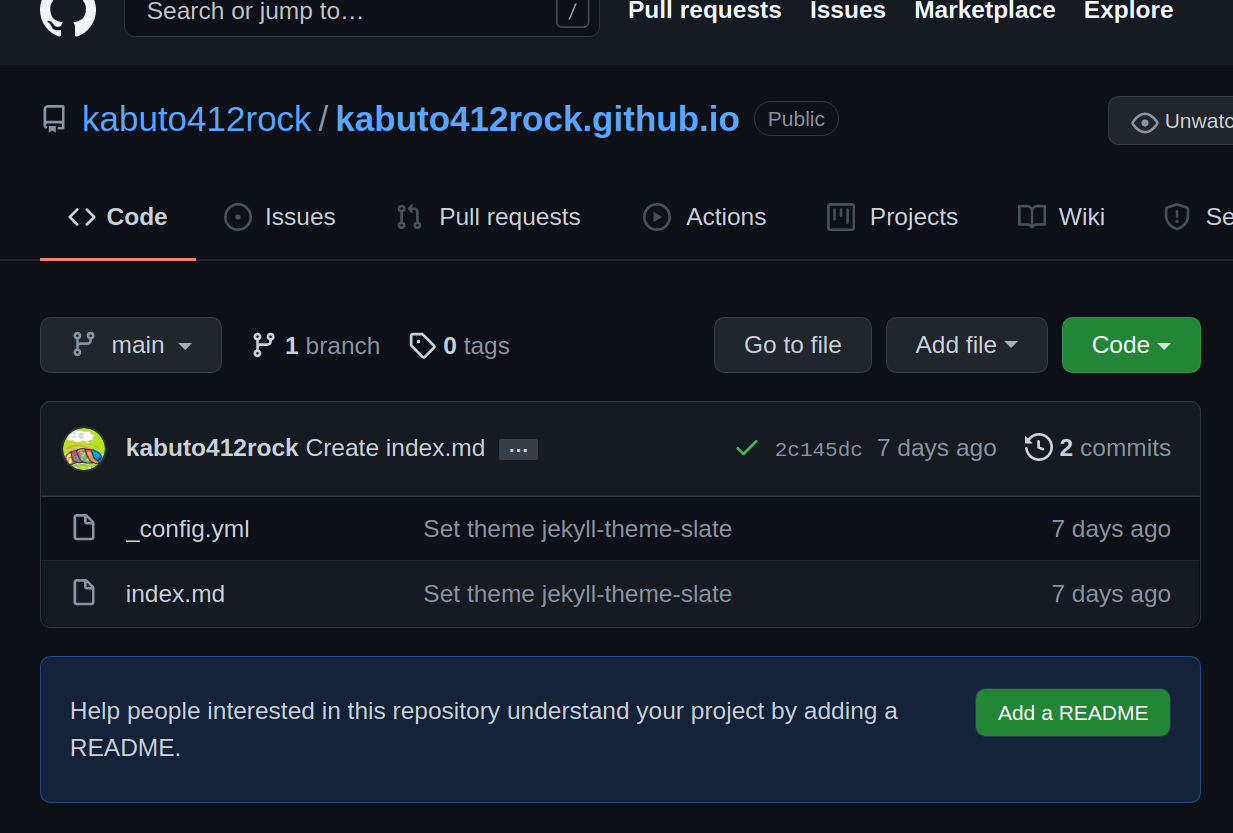 Search or jump to… / Pull requests Issues Marketplace Explore
kabuto412rock / kabuto412rock.github.io Public Unwatc
Code Issues Pull requests Actions Projects Wiki Se
main 1 branch 0 tags Go to file Add file Code
kabuto412rock Create index.md … 2c145dc 7 days ago 2 commits
_config.yml Set theme jekyll-theme-slate 7 days ago
index.md Set theme jekyll-theme-slate 7 days ago
Help people interested in this repository understand your project by adding a Add a README
README.